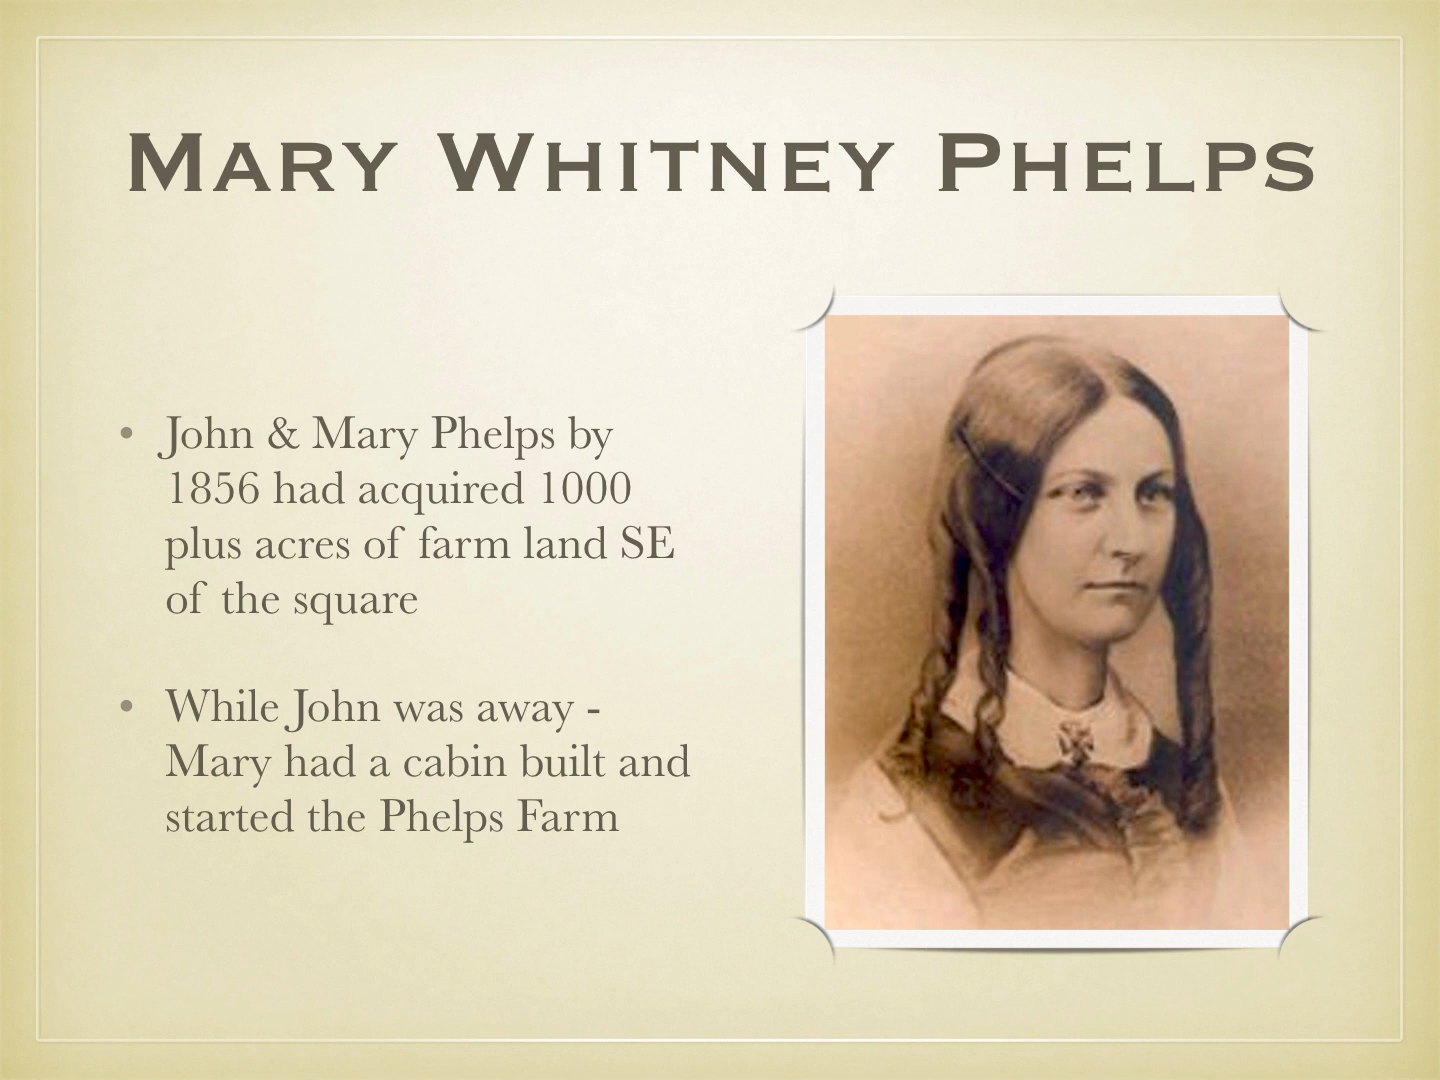 Mary Whitney Phelps
• John & Mary Phelps by
1856 had acquired 1000
plus acres of farm land SE
of the square
• While John was away -
Mary had a cabin built and
started the Phelps Farm